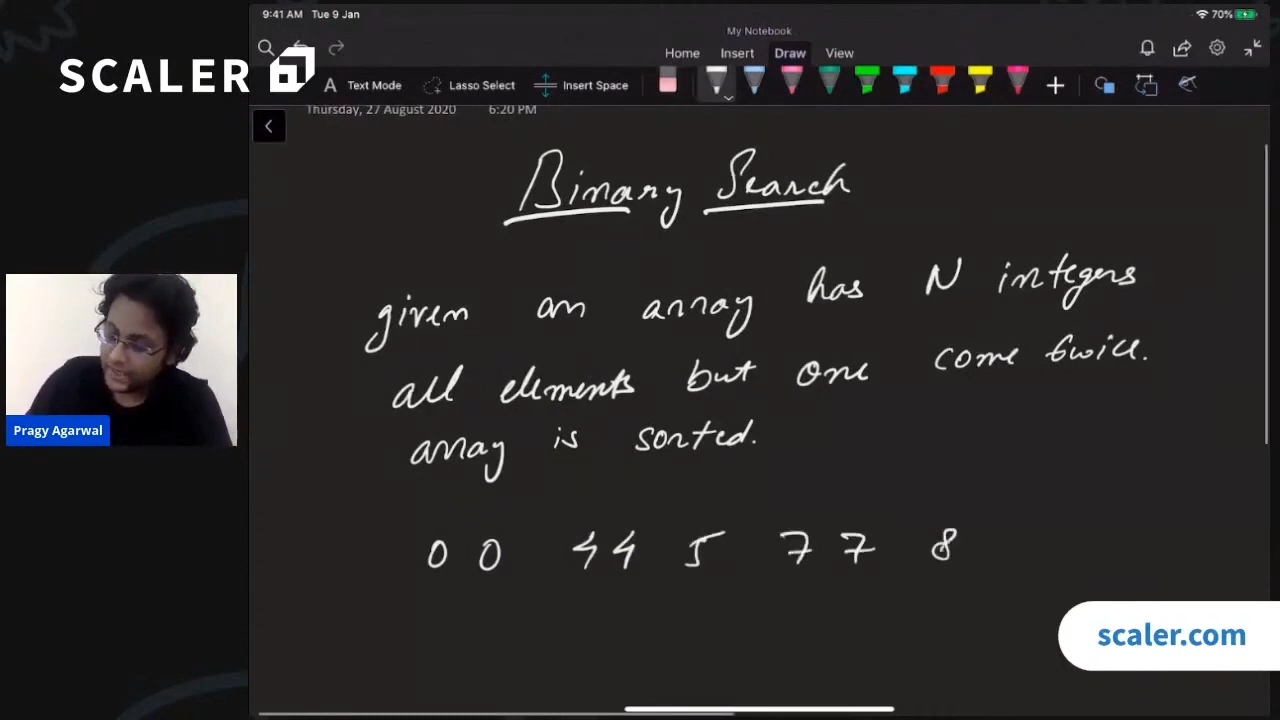 9:41 AM Tue 9 Jan
70%
My Notebook
Home Insert Draw View
SCALER
Text Mode Lasso Select Insert Space
Thursday, 27 August 2020 6:20 PM
Binary Search
given an array has N integers
all elements but one come twice.
array is sorted.
0 0 4 4 5 7 7 8
Pragy Agarwal
scaler.com